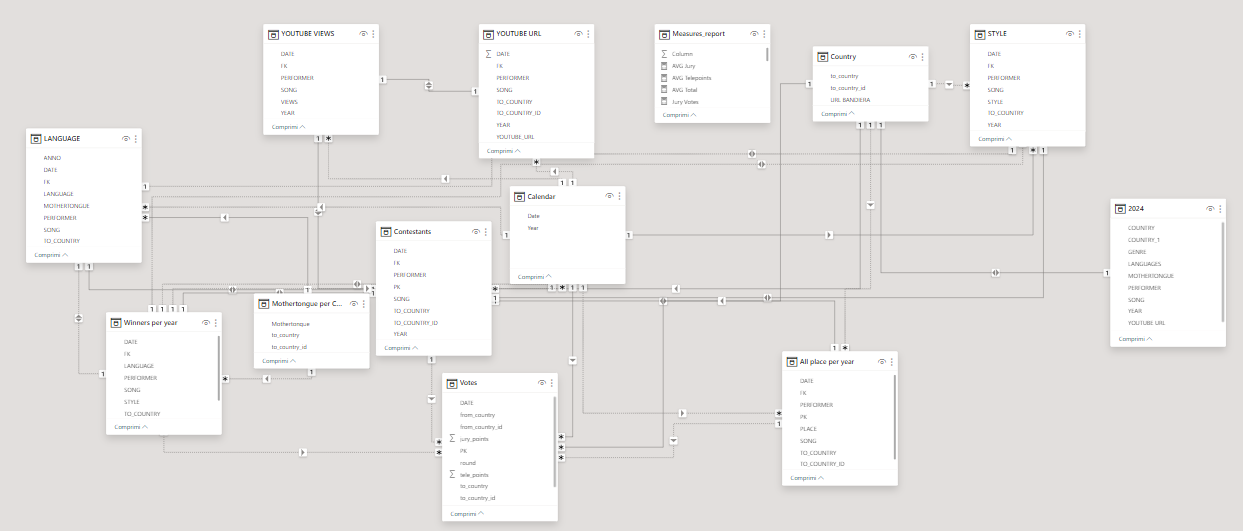 YOUTUBE VIEWS
DATE
FK
PERFORMER
SONG
VIEWS
YEAR
Comprimi
YOUTUBE URL
DATE
FK
PERFORMER
SONG
TO_COUNTRY
TO_COUNTRY_ID
YEAR
YOUTUBE_URL
Comprimi
Measures_report
Column
AVG Jury
AVG Telepoints
AVG Total
Jury Votes
Comprimi
Country
to_country
to_country_id
URL BANDIERA
Comprimi
STYLE
DATE
FK
PERFORMER
SONG
STYLE
TO_COUNTRY
YEAR
Comprimi
LANGUAGE
ANNO
DATE
FK
LANGUAGE
MOTHERTONGUE
PERFORMER
SONG
TO_COUNTRY
Comprimi
Calendar
Date
Year
Comprimi
2024
COUNTRY
COUNTRY_1
GENRE
LANGUAGES
MOTHERTONGUE
PERFORMER
SONG
YEAR
YOUTUBE URL
Comprimi
Contestants
DATE
FK
PERFORMER
PK
SONG
TO_COUNTRY
TO_COUNTRY_ID
YEAR
Comprimi
Mothertongue per C...
Mothertongue
to_country
to_country_id
Comprimi
Winners per year
DATE
FK
LANGUAGE
PERFORMER
SONG
STYLE
TO_COUNTRY
Comprimi
All place per year
DATE
FK
PERFORMER
PK
PLACE
SONG
TO_COUNTRY
TO_COUNTRY_ID
Comprimi
Votes
DATE
from_country
from_country_id
jury_points
PK
round
tele_points
to_country
to_country_id
Comprimi